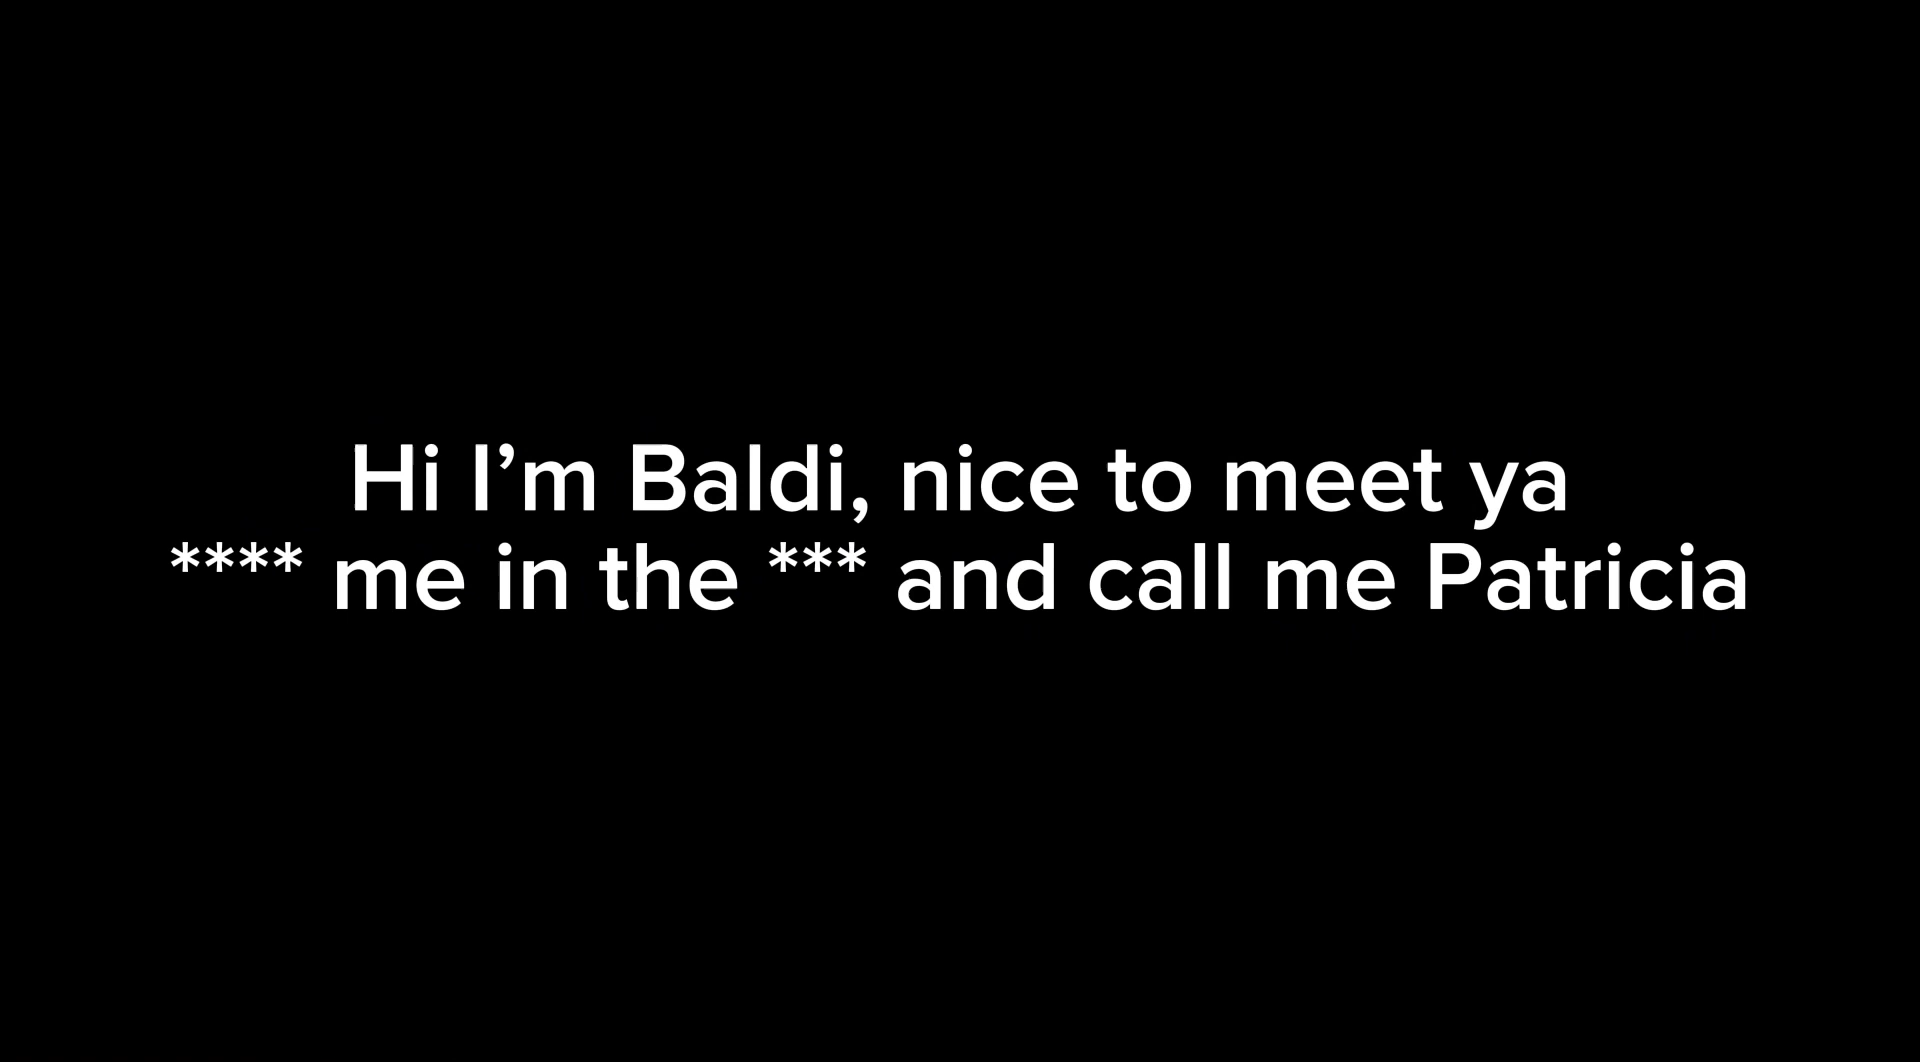 Hi I’m Baldi, nice to meet ya
**** me in the *** and call me Patricia